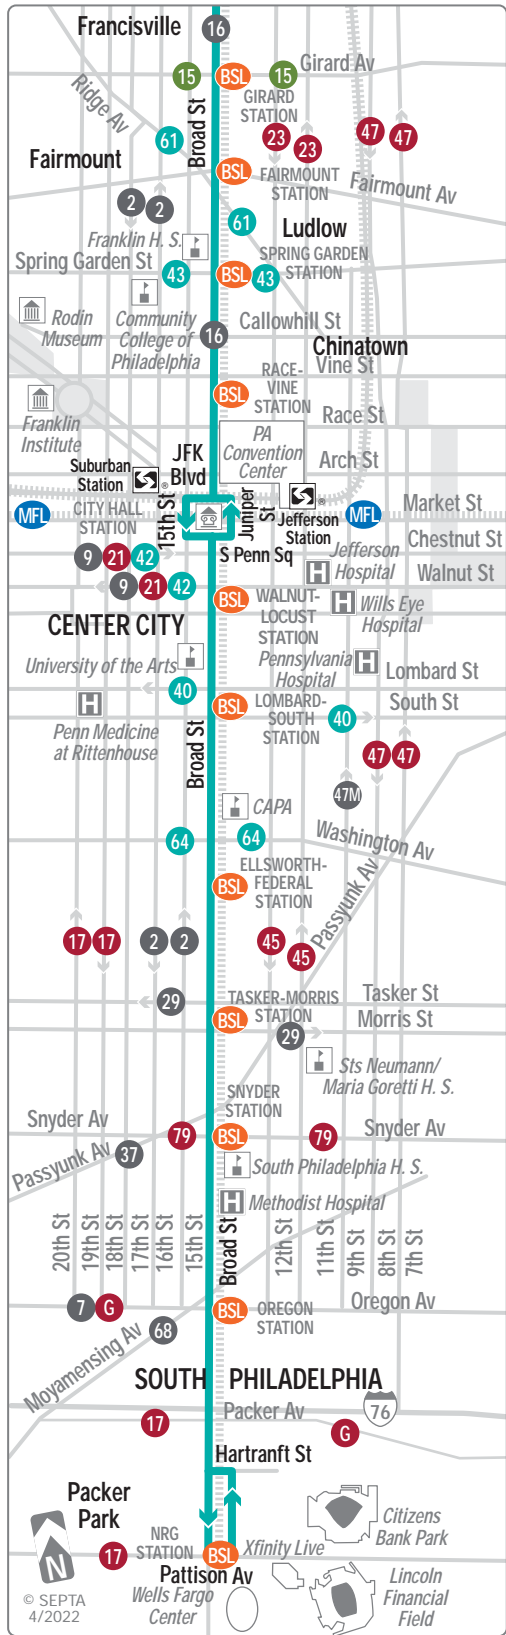 Francisville
16
Girard Av
15
BSL
15
Ridge Av
Broad St
GIRARD
STATION
61
23
23
47
47
Fairmount
BSL
FAIRMOUNT
STATION
Fairmount Av
2
2
61
Ludlow
Franklin H. S.
Spring Garden St
43
BSL
43
SPRING GARDEN
STATION
Rodin
Museum
Community
College of
Philadelphia
16
Callowhill St
Chinatown
Vine St
RACE-
VINE
STATION
BSL
Race St
Franklin
Institute
PA
Convention
Center
JFK
Blvd
Arch St
Suburban
Station
®
®
MFL
CITY HALL
STATION
15th St
Juniper
St
Jefferson
Station
MFL
Market St
Chestnut St
S Penn Sq
9
21
42
Jefferson
Hospital
H
Walnut St
9
21
42
BSL
WALNUT-
LOCUST
STATION
H
Wills Eye
Hospital
CENTER CITY
University of the Arts
Pennsylvania
Hospital
H
Lombard St
40
H
Penn Medicine
at Rittenhouse
Broad St
BSL
LOMBARD-
SOUTH
STATION
40
South St
47
47
47M
CAPA
64
64
Washington Av
ELLSWORTH-
FEDERAL
STATION
BSL
Passyunk Av
17
17
2
2
45
45
29
TASKER-MORRIS
STATION
Tasker St
BSL
Morris St
29
Sts Neumann/
Maria Goretti H. S.
SNYDER
STATION
Snyder Av
79
BSL
79
Snyder Av
Passyunk Av
37
South Philadelphia H. S.
H
Methodist Hospital
20th St
19th St
18th St
17th St
16th St
15th St
Broad St
12th St
11th St
9th St
8th St
7th St
7
G
BSL
OREGON
STATION
Oregon Av
Moyamensing Av
68
SOUTH PHILADELPHIA
76
17
Packer Av
G
Hartranft St
Packer
Park
N
NRG
STATION
17
BSL
Xfinity Live
Citizens
Bank Park
Pattison Av
© SEPTA
4/2022
Wells Fargo
Center
Lincoln
Financial
Field